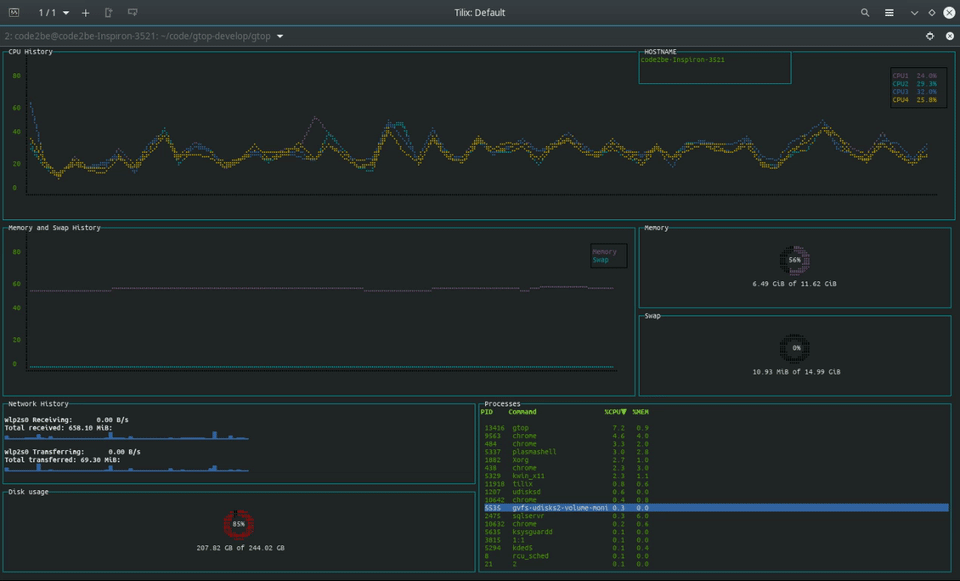 1 / 1
Tilix: Default
2: code2be@code2be-Inspiron-3521: ~/code/gtop-develop/gtop
CPU History
HOSTNAME
code2be-Inspiron-3521
80
60
40
20
0
CPU1 24.0%
CPU2 29.3%
CPU3 32.0%
CPU4 25.8%
Memory and Swap History
80
60
40
20
0
Memory
Swap
Memory
56%
6.49 GiB of 11.62 GiB
Swap
0%
10.93 MiB of 14.99 GiB
Network History
wlp2s0 Receiving: 0.00 B/s
Total received: 658.10 MiB:
wlp2s0 Transferring: 0.00 B/s
Total transferred: 69.30 MiB:
Disk usage
85%
207.82 GB of 244.02 GB
Processes
PID Command %CPU▼ %MEM
13416 gtop 7.2 0.9
9563 chrome 4.6 4.0
484 chrome 3.3 2.8
5337 plasmashell 3.0 2.8
1882 Xorg 2.7 1.0
438 chrome 2.3 3.0
5329 kwin_x11 2.3 1.1
11918 tilix 0.8 0.6
1207 udisksd 0.6 0.0
10642 chrome 0.4 0.8
5535 gvfs-udisks2-volume-moni 0.3 0.0
2475 sqlservr 0.3 6.0
10632 chrome 0.2 0.6
5635 ksysguardd 0.1 0.0
3015 1:1 0.1 0.0
5294 kded5 0.1 0.4
8 rcu_sched 0.1 0.0
21 2 0.1 0.0